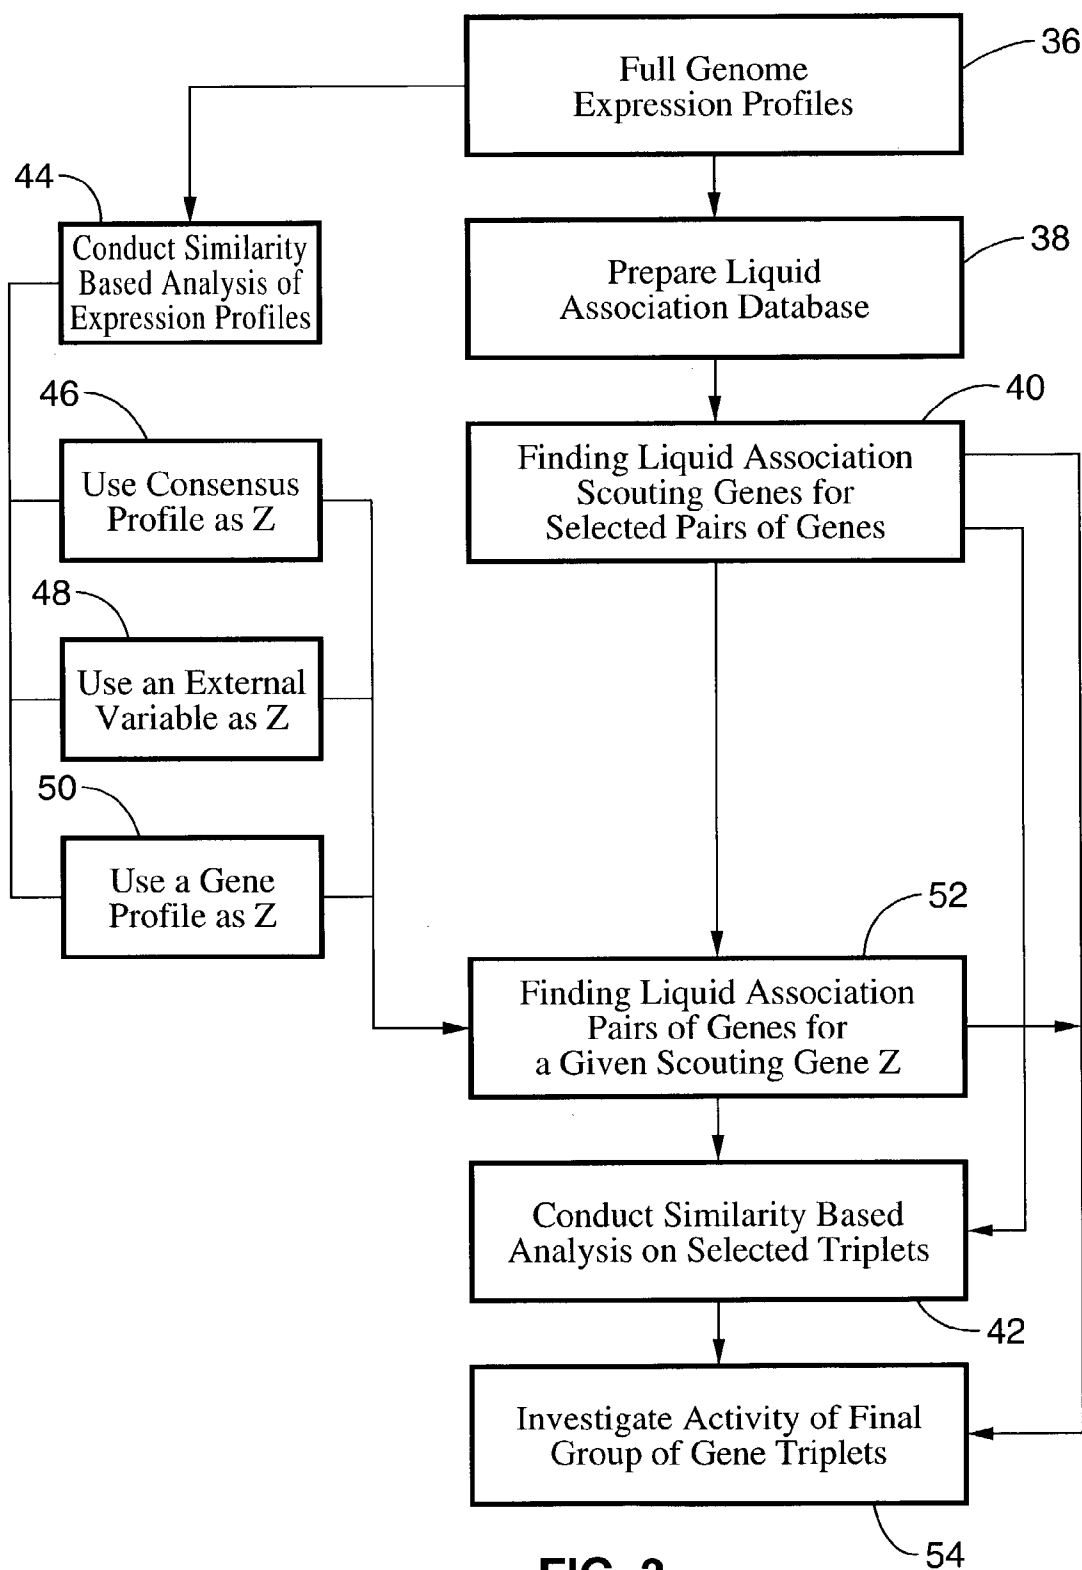 36
Full Genome
Expression Profiles
44
Conduct Similarity
Based Analysis of
Expression Profiles
38
Prepare Liquid
Association Database
46
Use Consensus
Profile as Z
40
Finding Liquid Association
Scouting Genes for
Selected Pairs of Genes
48
Use an External
Variable as Z
50
Use a Gene
Profile as Z
52
Finding Liquid Association
Pairs of Genes for
a Given Scouting Gene Z
Conduct Similarity Based
Analysis on Selected Triplets
42
Investigate Activity of Final
Group of Gene Triplets
54
FIG.